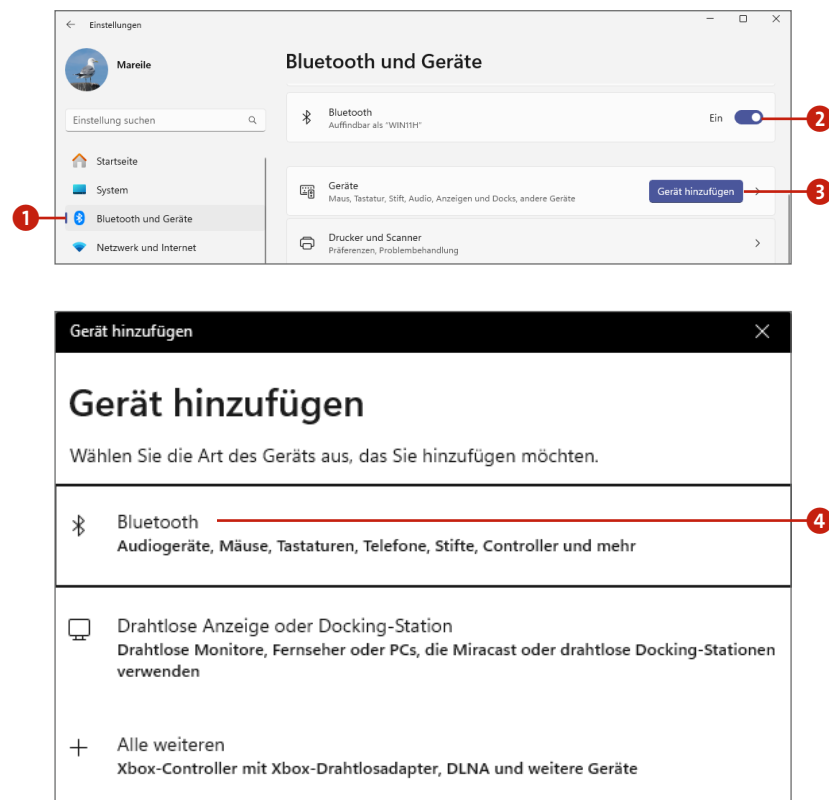 Einstellungen
Mareile
Bluetooth und Geräte
Einstellung suchen
Bluetooth
Auffindbar als "WIN11H"
Ein
2
Startseite
System
Geräte
Maus, Tastatur, Stift, Audio, Anzeigen und Docks, andere Geräte
Gerät hinzufügen
3
1
Bluetooth und Geräte
Netzwerk und Internet
Drucker und Scanner
Präferenzen, Problembehandlung
Gerät hinzufügen
Gerät hinzufügen
Wählen Sie die Art des Geräts aus, das Sie hinzufügen möchten.
Bluetooth
4
Audiogeräte, Mäuse, Tastaturen, Telefone, Stifte, Controller und mehr
Drahtlose Anzeige oder Docking-Station
Drahtlose Monitore, Fernseher oder PCs, die Miracast oder drahtlose Docking-Stationen
verwenden
Alle weiteren
Xbox-Controller mit Xbox-Drahtlosadapter, DLNA und weitere Geräte